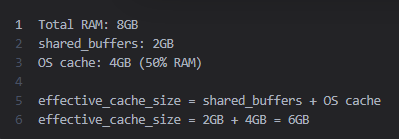 1 Total RAM: 8GB
2 shared_buffers: 2GB
3 OS cache: 4GB (50% RAM)
4
5 effective_cache_size = shared_buffers + OS cache
6 effective_cache_size = 2GB + 4GB = 6GB